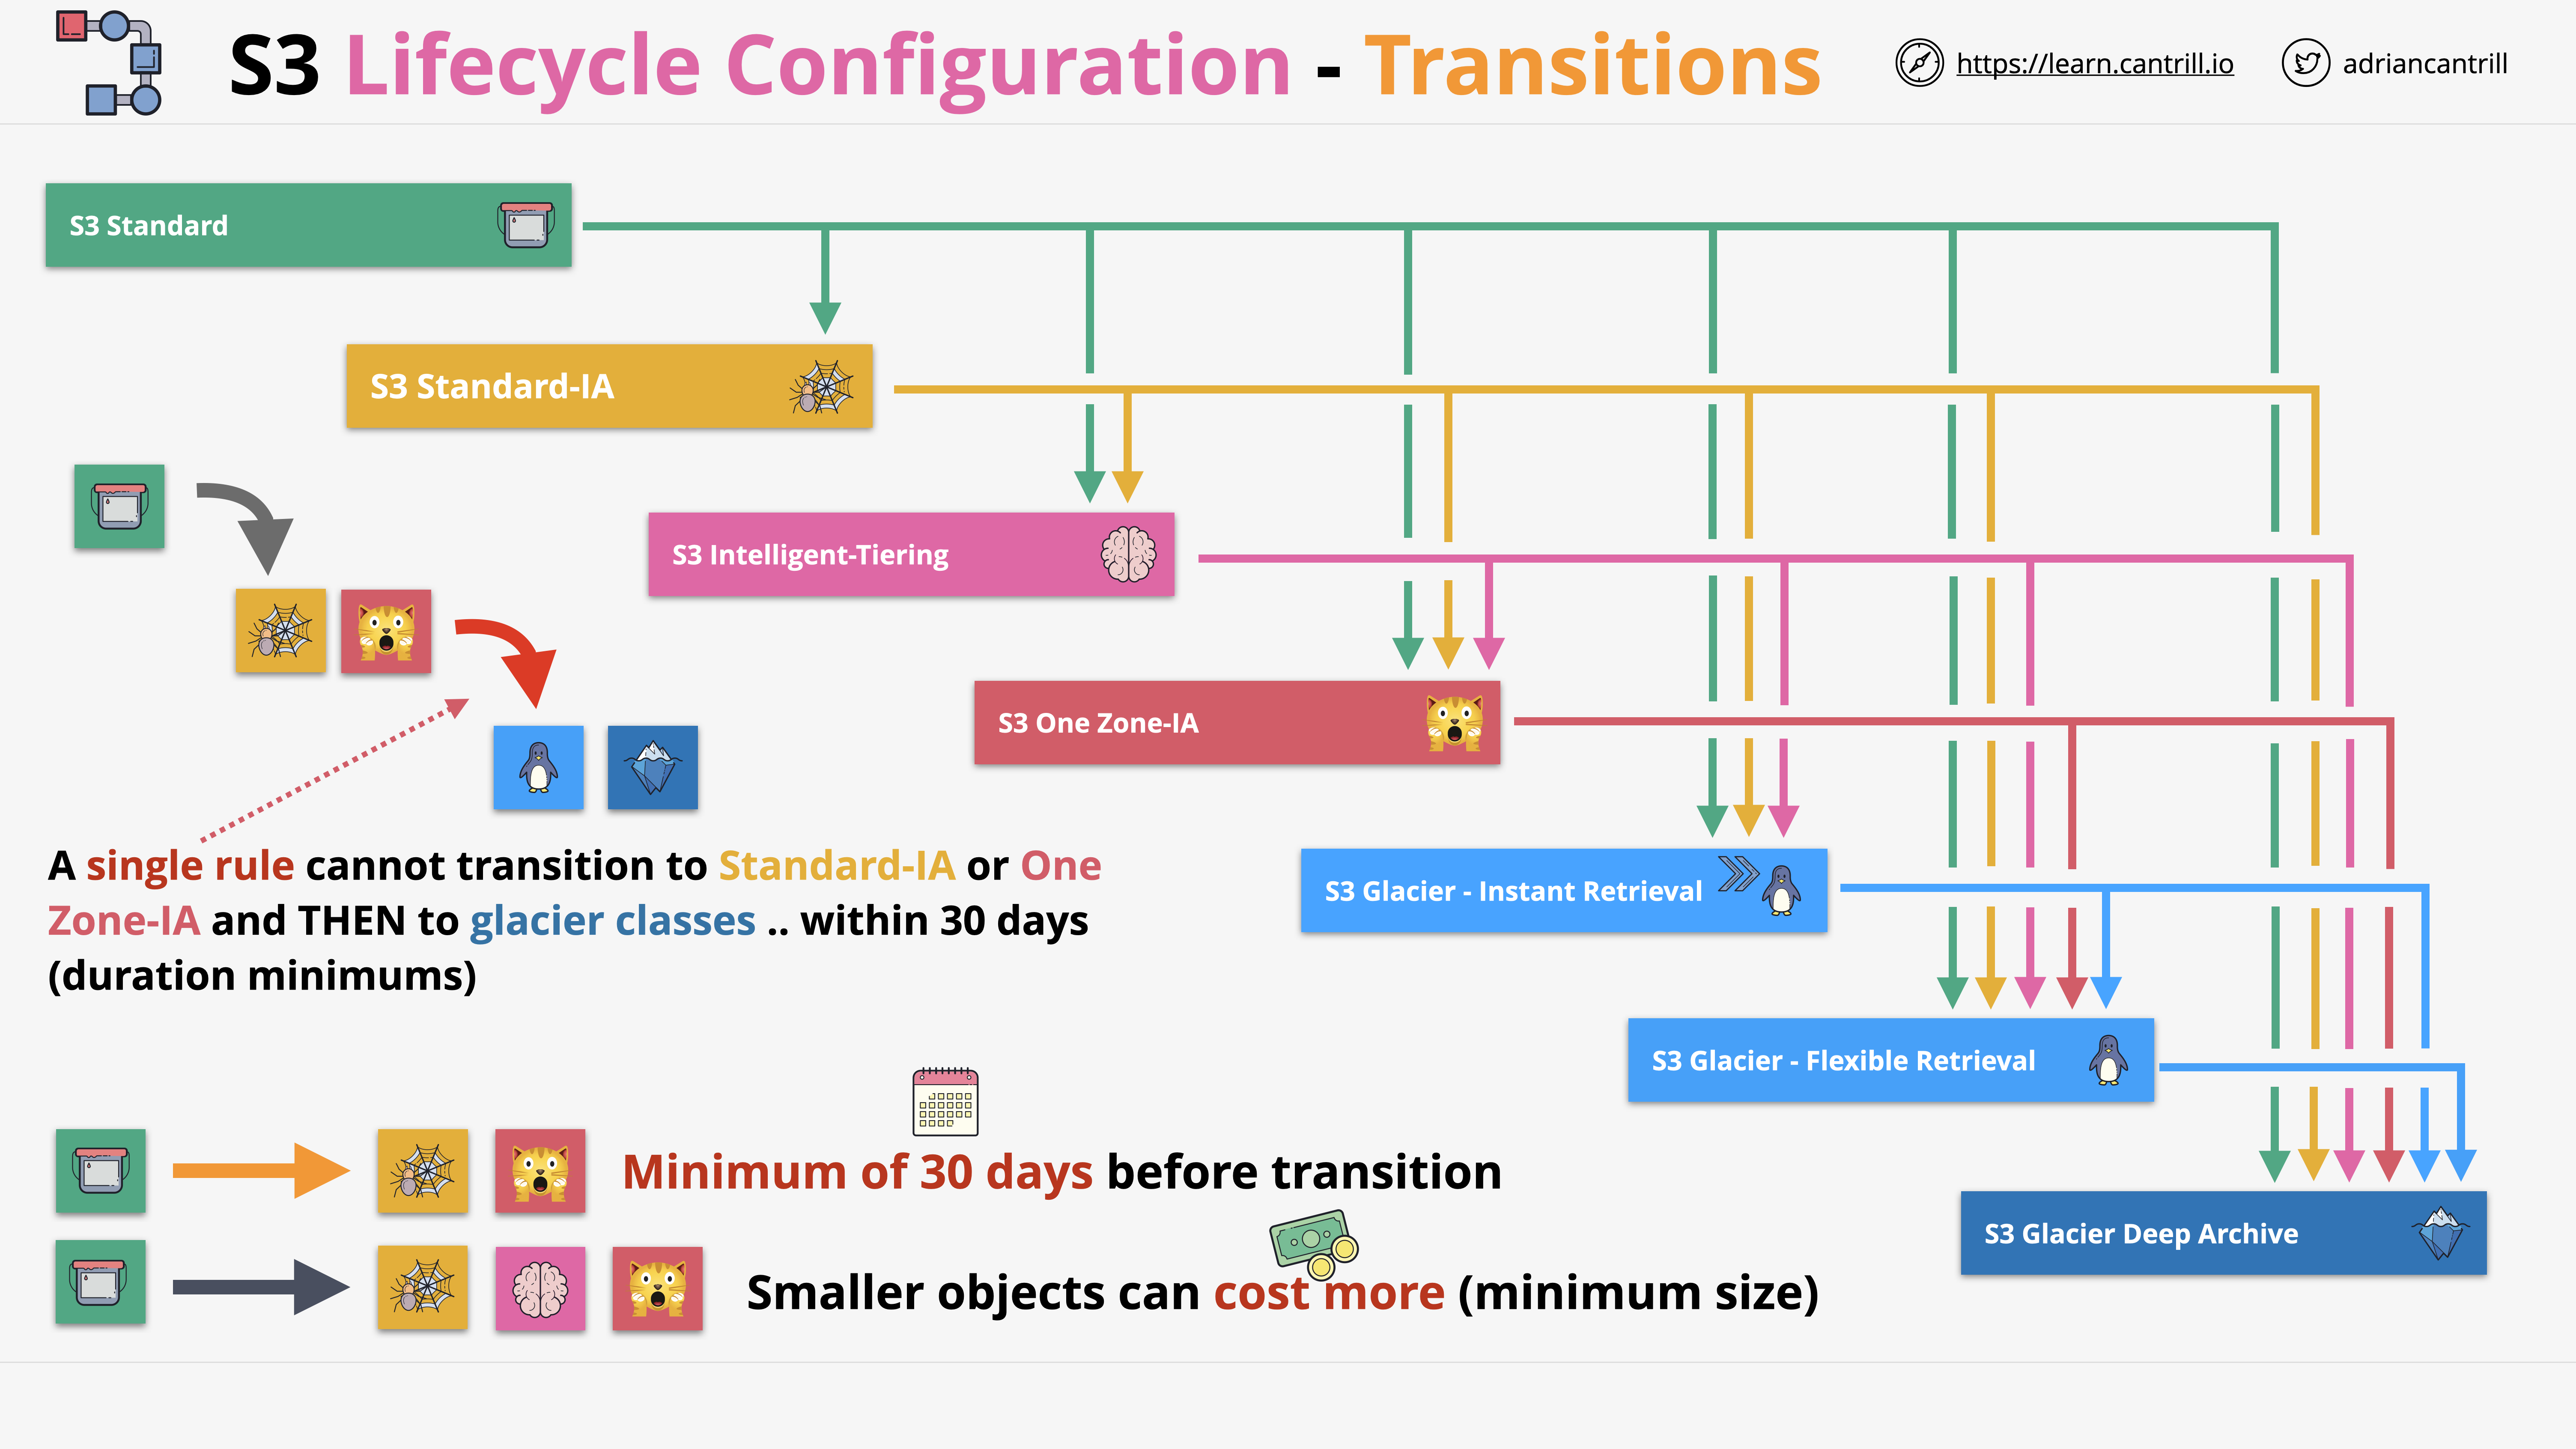 S3 Lifecycle Configuration - Transitions
https://learn.cantrill.io
adriancantrill
S3 Standard
S3 Standard-IA
S3 Intelligent-Tiering
S3 One Zone-IA
S3 Glacier - Instant Retrieval
A single rule cannot transition to Standard-IA or One
Zone-IA and THEN to glacier classes .. within 30 days
(duration minimums)
S3 Glacier - Flexible Retrieval
Minimum of 30 days before transition
S3 Glacier Deep Archive
Smaller objects can cost more (minimum size)